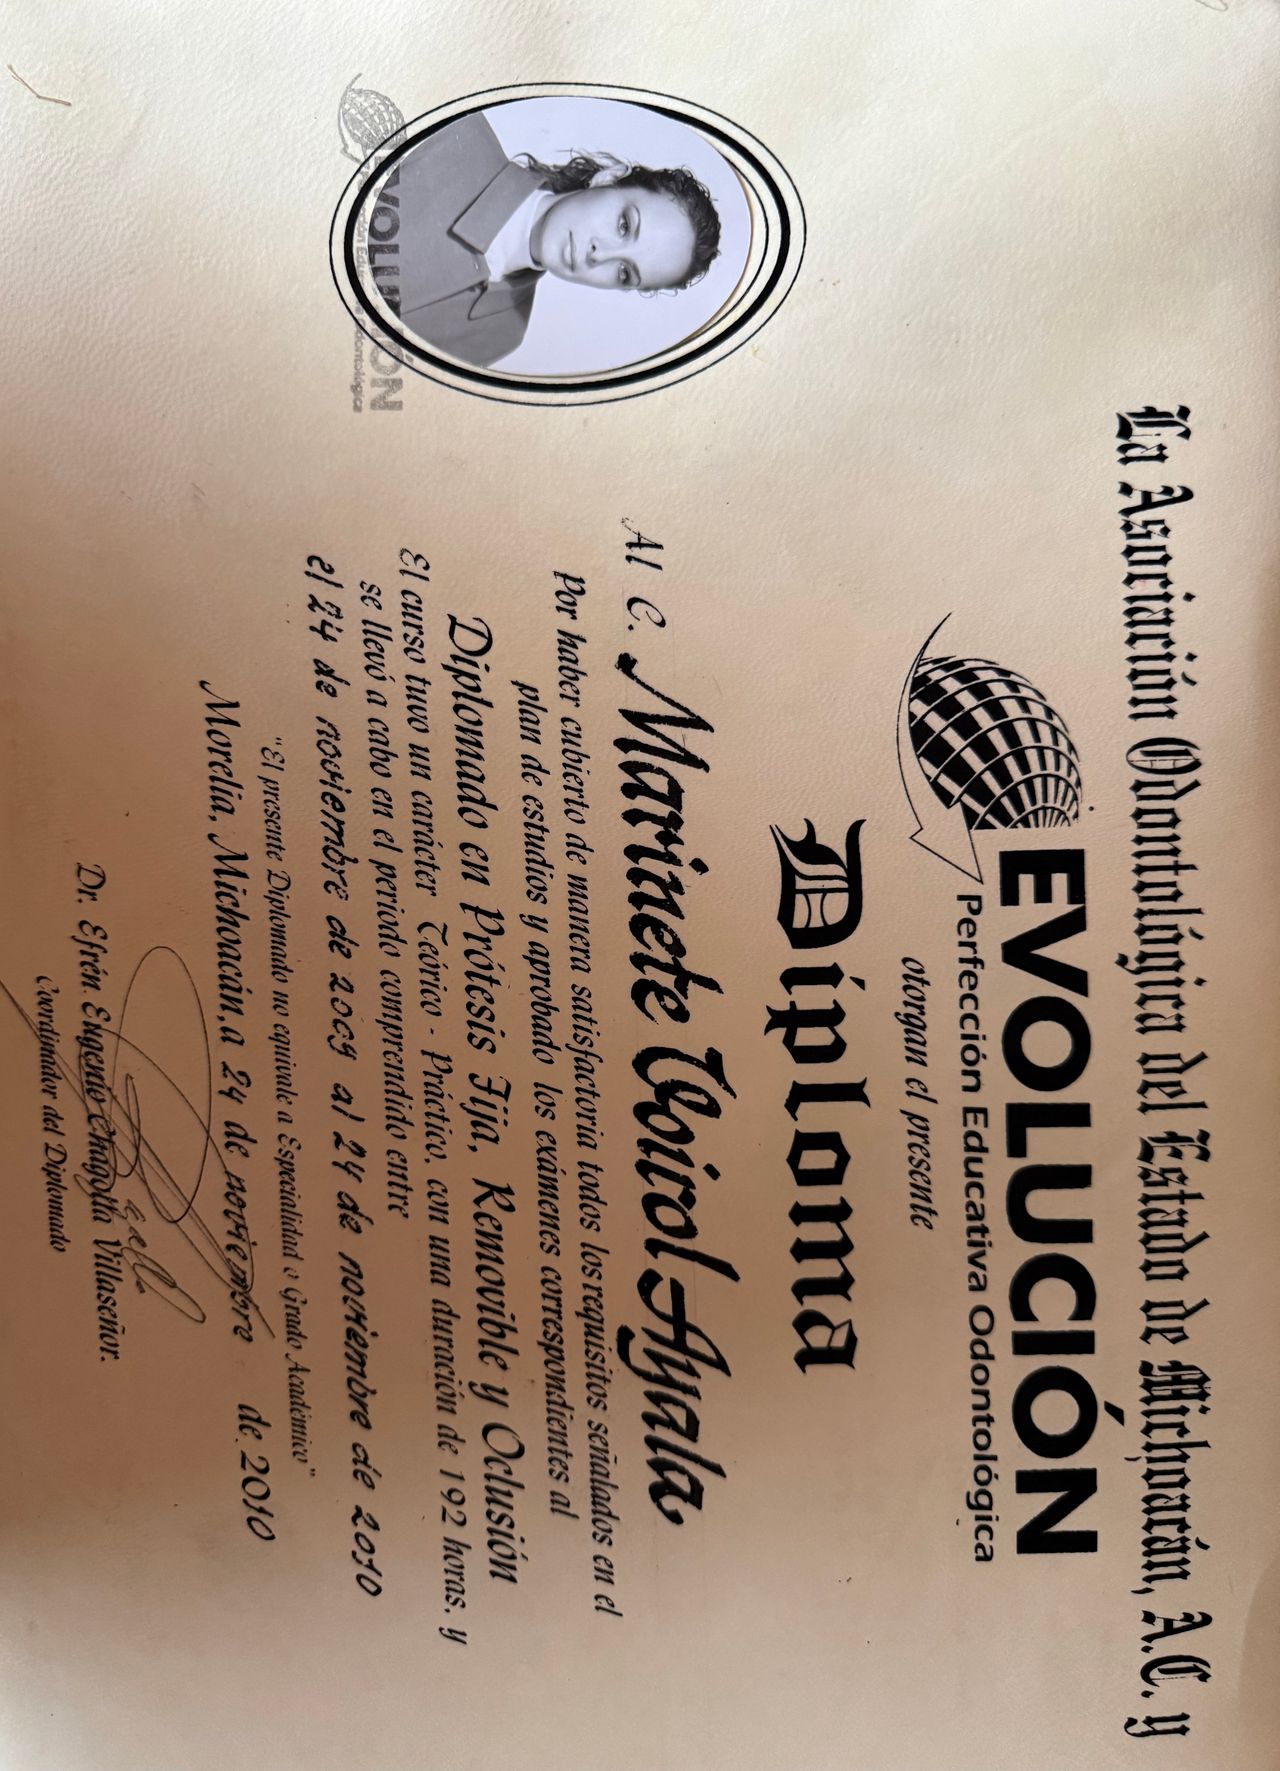 La Asociación Odontológica del Estado de Michoacán, A.C. y
EVOLUCIÓN
Perfección Educativa Odontológica
otorgan el presente
Diploma
Al C. Marinete Ubirol Ayala,
Por haber cubierto de manera satisfactoria todos los requisitos señalados en el
plan de estudios y aprobado los exámenes correspondientes al
Diplomado en Prótesis Fija, Removible y Oclusión
El curso tuvo un carácter Teórico - Práctico, con una duración de 192 horas, y
se llevó a cabo en el periodo comprendido entre
el 24 de noviembre de 2009 al 24 de noviembre de 2010
"El presente Diplomado no equivale a Especialidad o Grado Académico"
Morelia, Michoacán, a 24 de noviembre de 2010
Dr. Efrén Eugenio Villaseñor.
Coordinador del Diplomado
EVOLUCIÓN
Odontológica